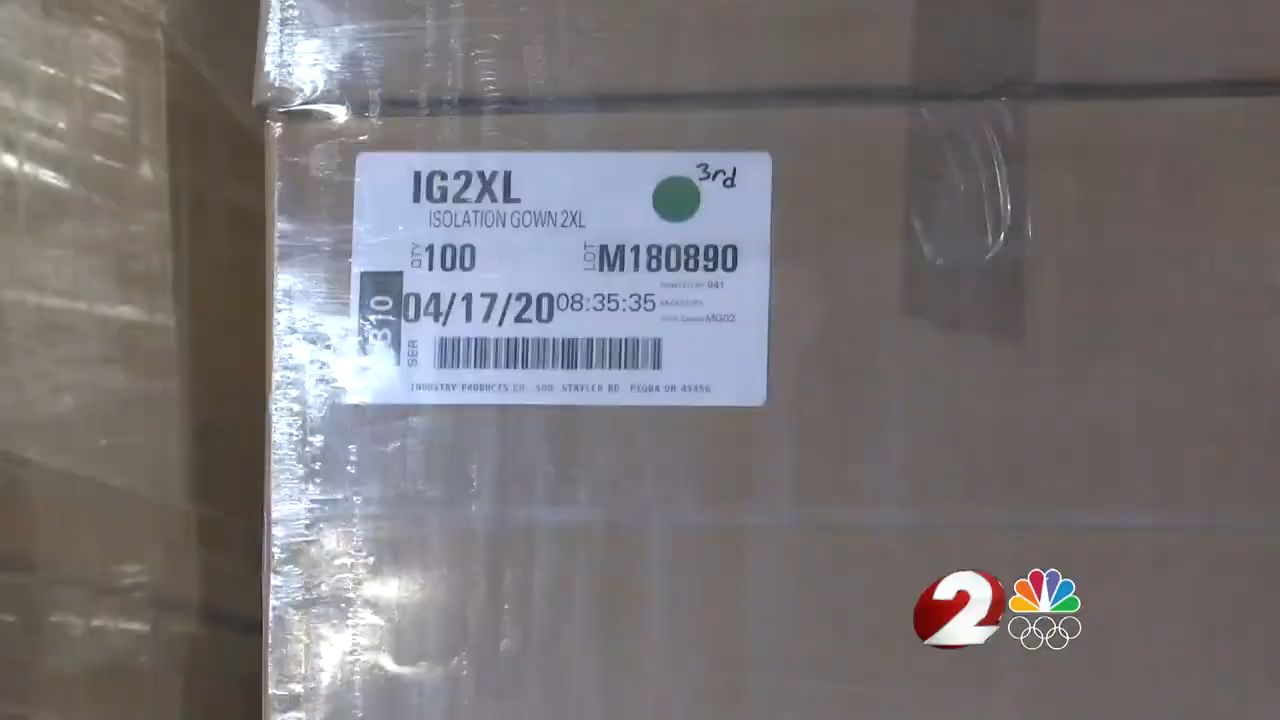 IG2XL
3rd
ISOLATION GOWN 2XL
QTY 100
LOT M180890
04/17/20 08:35:35
MG02
310
SER
INDUSTRY PRODUCTS CO 500 STATLER RD PIQUA OH 45356
2